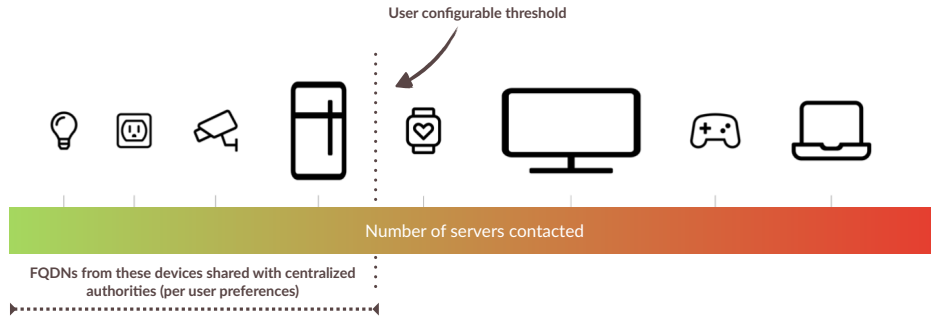 User configurable threshold
Number of servers contacted
FQDNs from these devices shared with centralized
authorities (per user preferences)